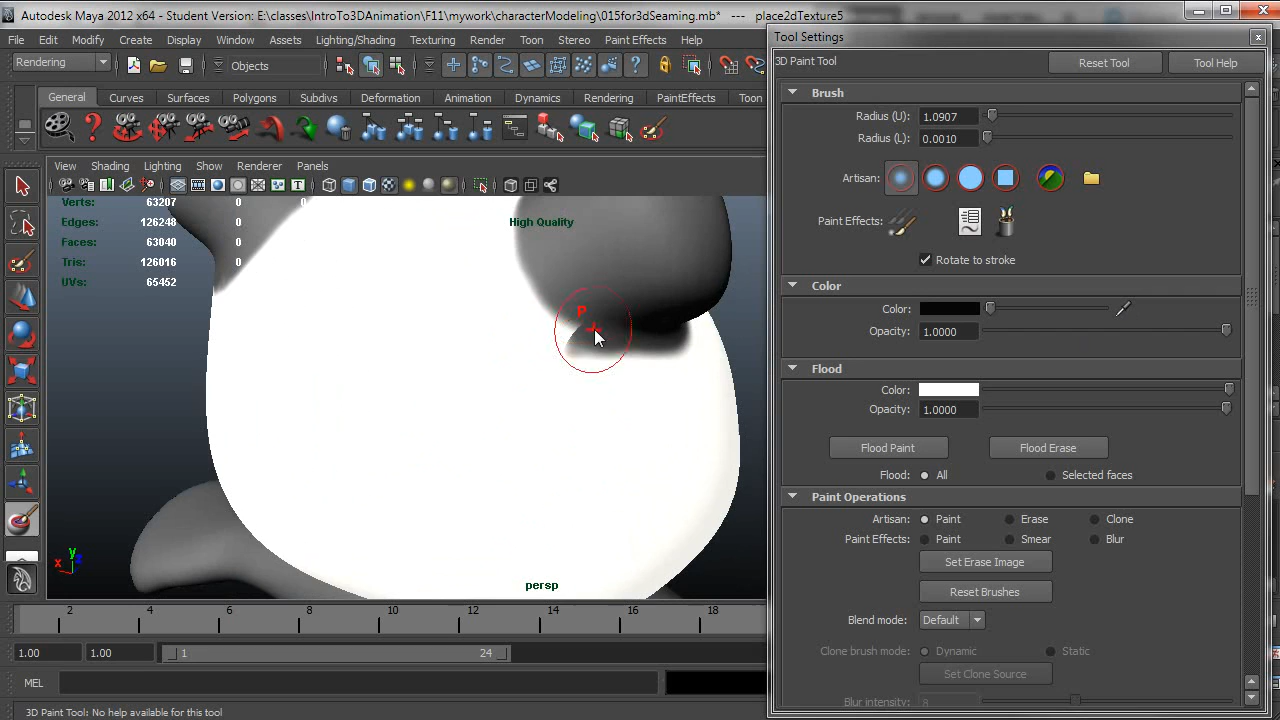 Autodesk Maya 2012 x64 - Student Version: E:\classes\IntroTo3DAnimation\F11\mywork\characterModeling\015for3dSeaming.mb* --- place2dTexture5
File Edit Modify Create Display Window Assets Lighting/Shading Texturing Render Toon Stereo Paint Effects Help
Tool Settings
3D Paint Tool Reset Tool Tool Help
Rendering Objects
General Curves Surfaces Polygons Subdivs Deformation Animation Dynamics Rendering PaintEffects Toon
View Shading Lighting Show Renderer Panels
Verts: 63207 0 0
Edges: 126248 0 0
Faces: 63040 0 0
Tris: 126016 0 0
UVs: 65452 0 0
High Quality
P
persp
y
x z
2 4 6 8 10 12 14 16 18
1.00 1.00 1 24
MEL
3D Paint Tool: No help available for this tool
Brush
Radius (U): 1.0907
Radius (L): 0.0010
Artisan:
Paint Effects:
Rotate to stroke
Color
Color:
Opacity: 1.0000
Flood
Color:
Opacity: 1.0000
Flood Paint Flood Erase
Flood: All Selected faces
Paint Operations
Artisan: Paint Erase Clone
Paint Effects: Paint Smear Blur
Set Erase Image
Reset Brushes
Blend mode: Default
Clone brush mode: Dynamic Static
Set Clone Source
Blur intensity: 8